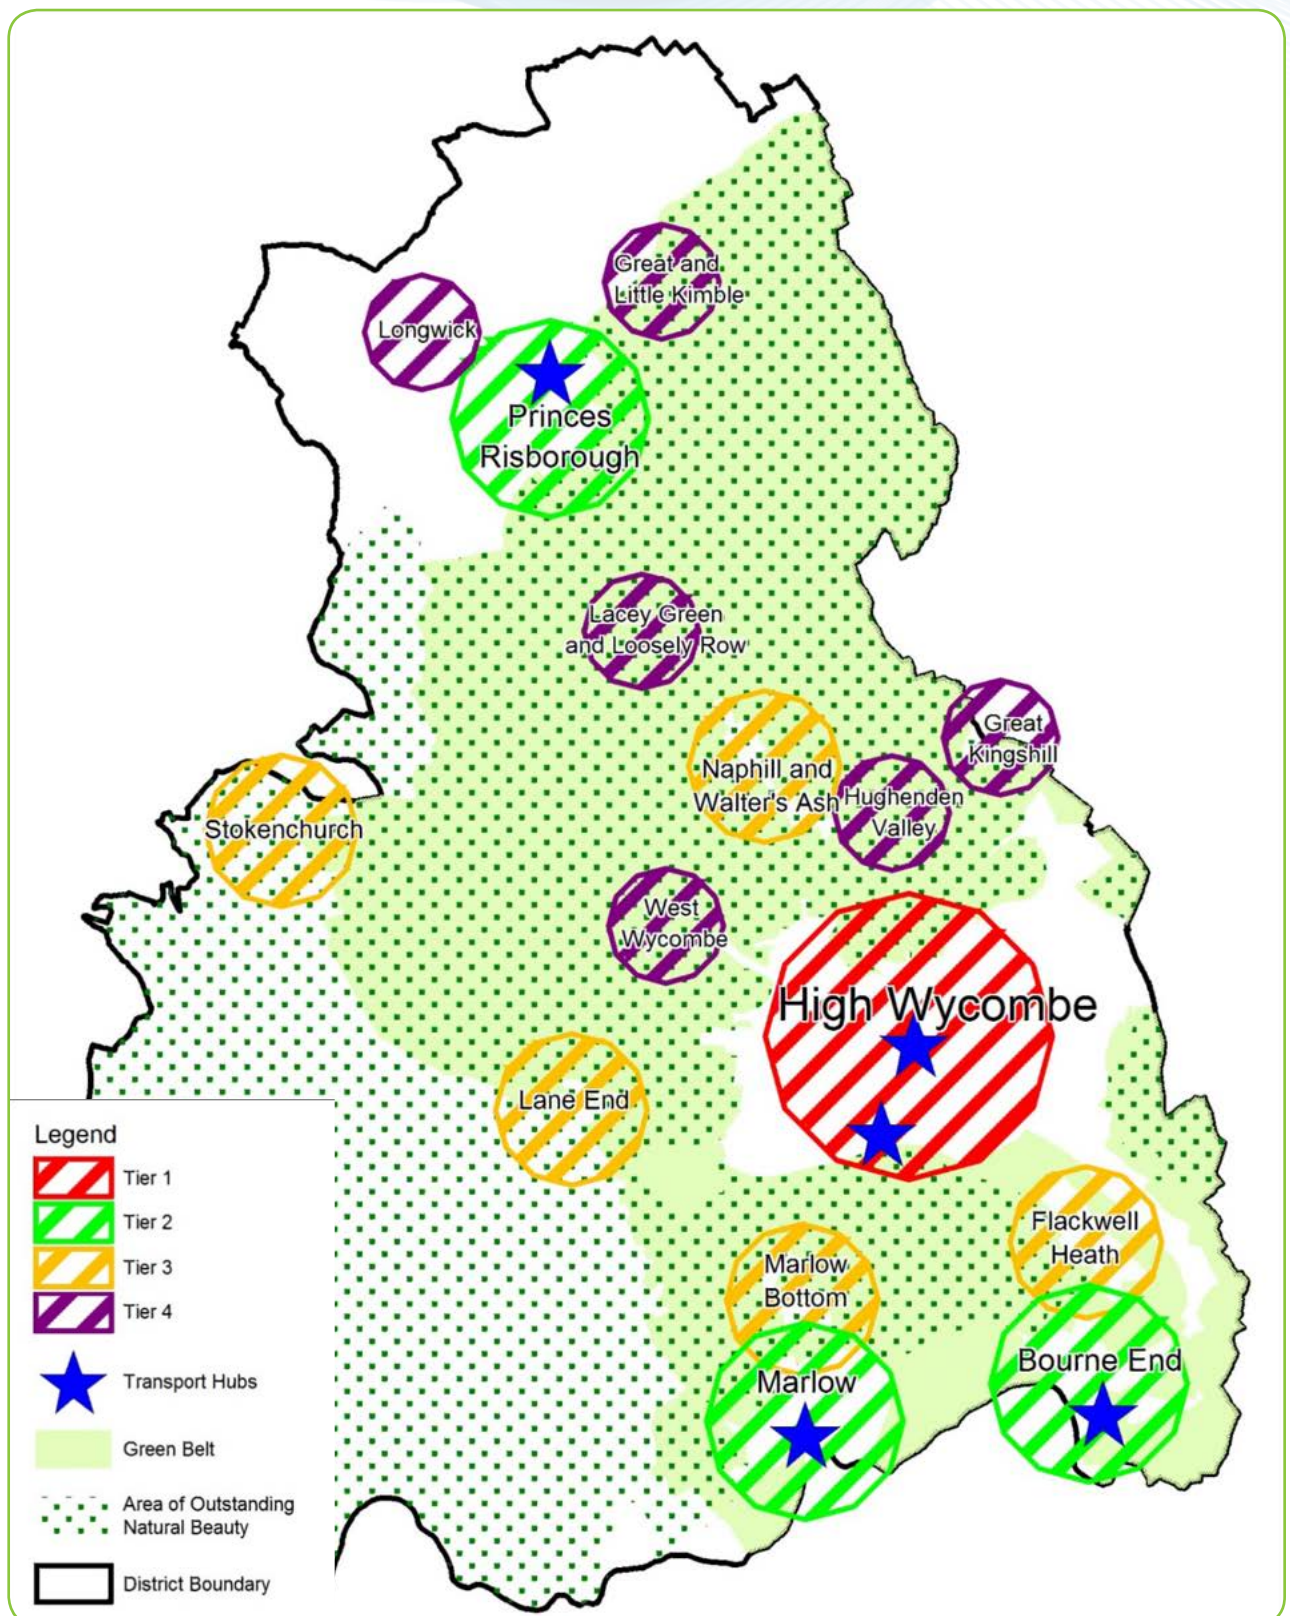 Great and
Little Kimble
Longwick
Princes
Risborough
Lacey Green
and Loosely Row
Great
Kingshill
Naphill and
Walter's Ash
Hughenden
Valley
Stokenchurch
West
Wycombe
High Wycombe
Lane End
Flackwell
Heath
Marlow
Bottom
Bourne End
Marlow
Legend
Tier 1
Tier 2
Tier 3
Tier 4
Transport Hubs
Green Belt
Area of Outstanding
Natural Beauty
District Boundary